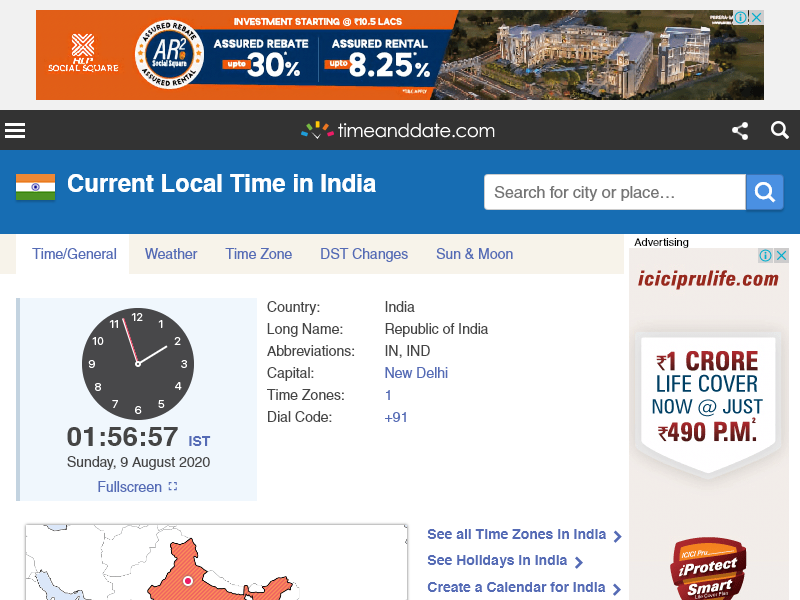 INVESTMENT STARTING @ ₹10.5 LACS
ASSURED REBATE
AR2
Social Square
ASSURED RENTAL
HLP
SOCIAL SQUARE
ASSURED REBATE
upto 30%*
ASSURED RENTAL
upto 8.25%*
timeanddate.com
Current Local Time in India
Search for city or place…
Time/General
Weather
Time Zone
DST Changes
Sun & Moon
Advertising
12
1
2
3
4
5
6
7
8
9
10
11
01:56:57 IST
Sunday, 9 August 2020
Fullscreen
Country: India
Long Name: Republic of India
Abbreviations: IN, IND
Capital: New Delhi
Time Zones: 1
Dial Code: +91
iciciprulife.com
₹1 CRORE
LIFE COVER
NOW @ JUST
₹490 P.M.2
ICICI Pru...
iProtect
Smart
Life Cover Plan
See all Time Zones in India
See Holidays in India
Create a Calendar for India